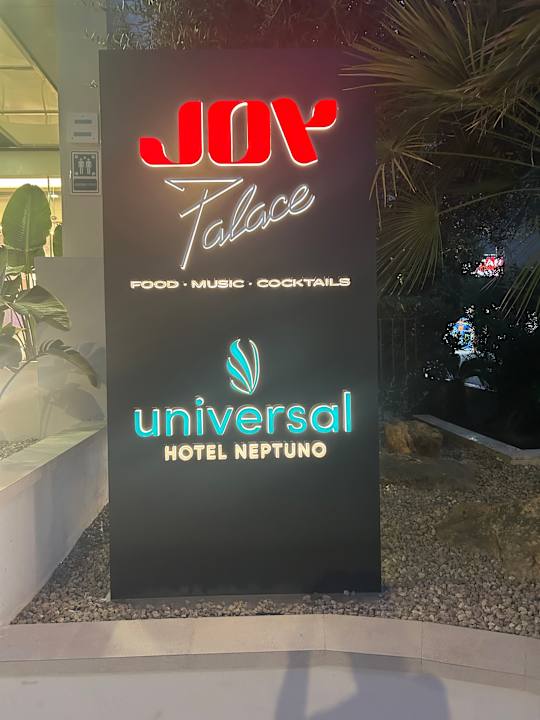 JOY
Palace
FOOD · MUSIC · COCKTAILS
universal
HOTEL NEPTUNO